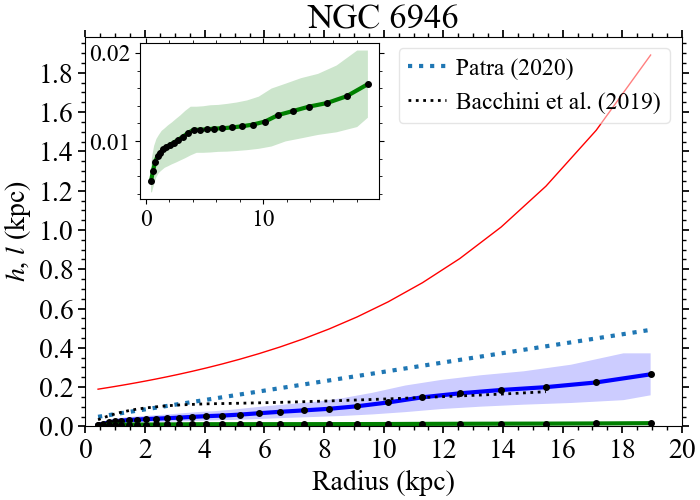 NGC 6946
h, l (kpc)
1.8
1.6
1.4
1.2
1.0
0.8
0.6
0.4
0.2
0.0
0.02
0.01
0 10
Patra (2020)
Bacchini et al. (2019)
0 2 4 6 8 10 12 14 16 18 20
Radius (kpc)